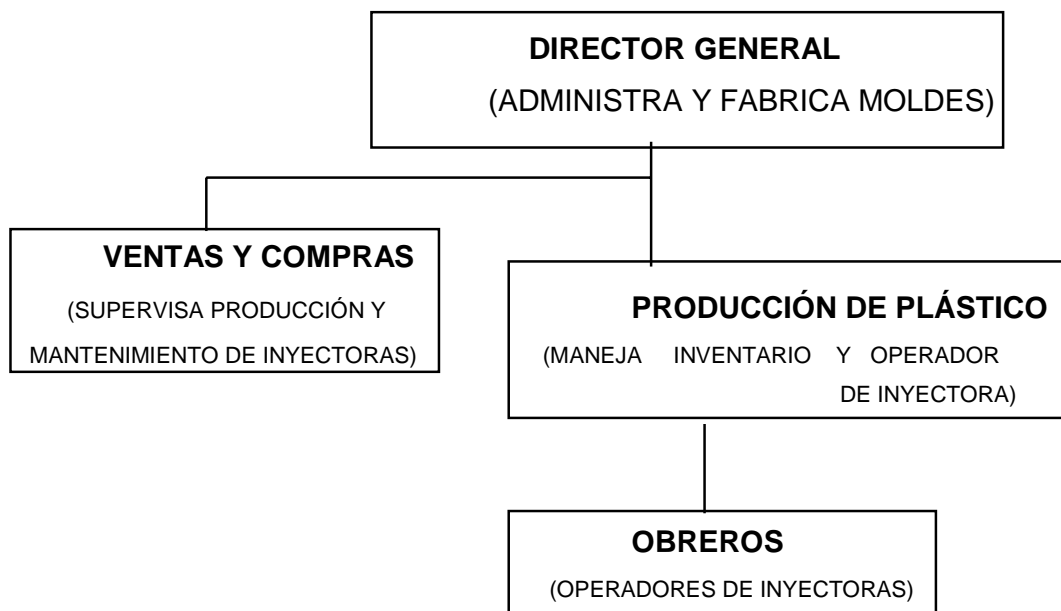 DIRECTOR GENERAL
(ADMINISTRA Y FABRICA MOLDES)
VENTAS Y COMPRAS
(SUPERVISA PRODUCCIÓN Y
MANTENIMIENTO DE INYECTORAS)
PRODUCCIÓN DE PLÁSTICO
(MANEJA INVENTARIO Y OPERADOR
DE INYECTORA)
OBREROS
(OPERADORES DE INYECTORAS)